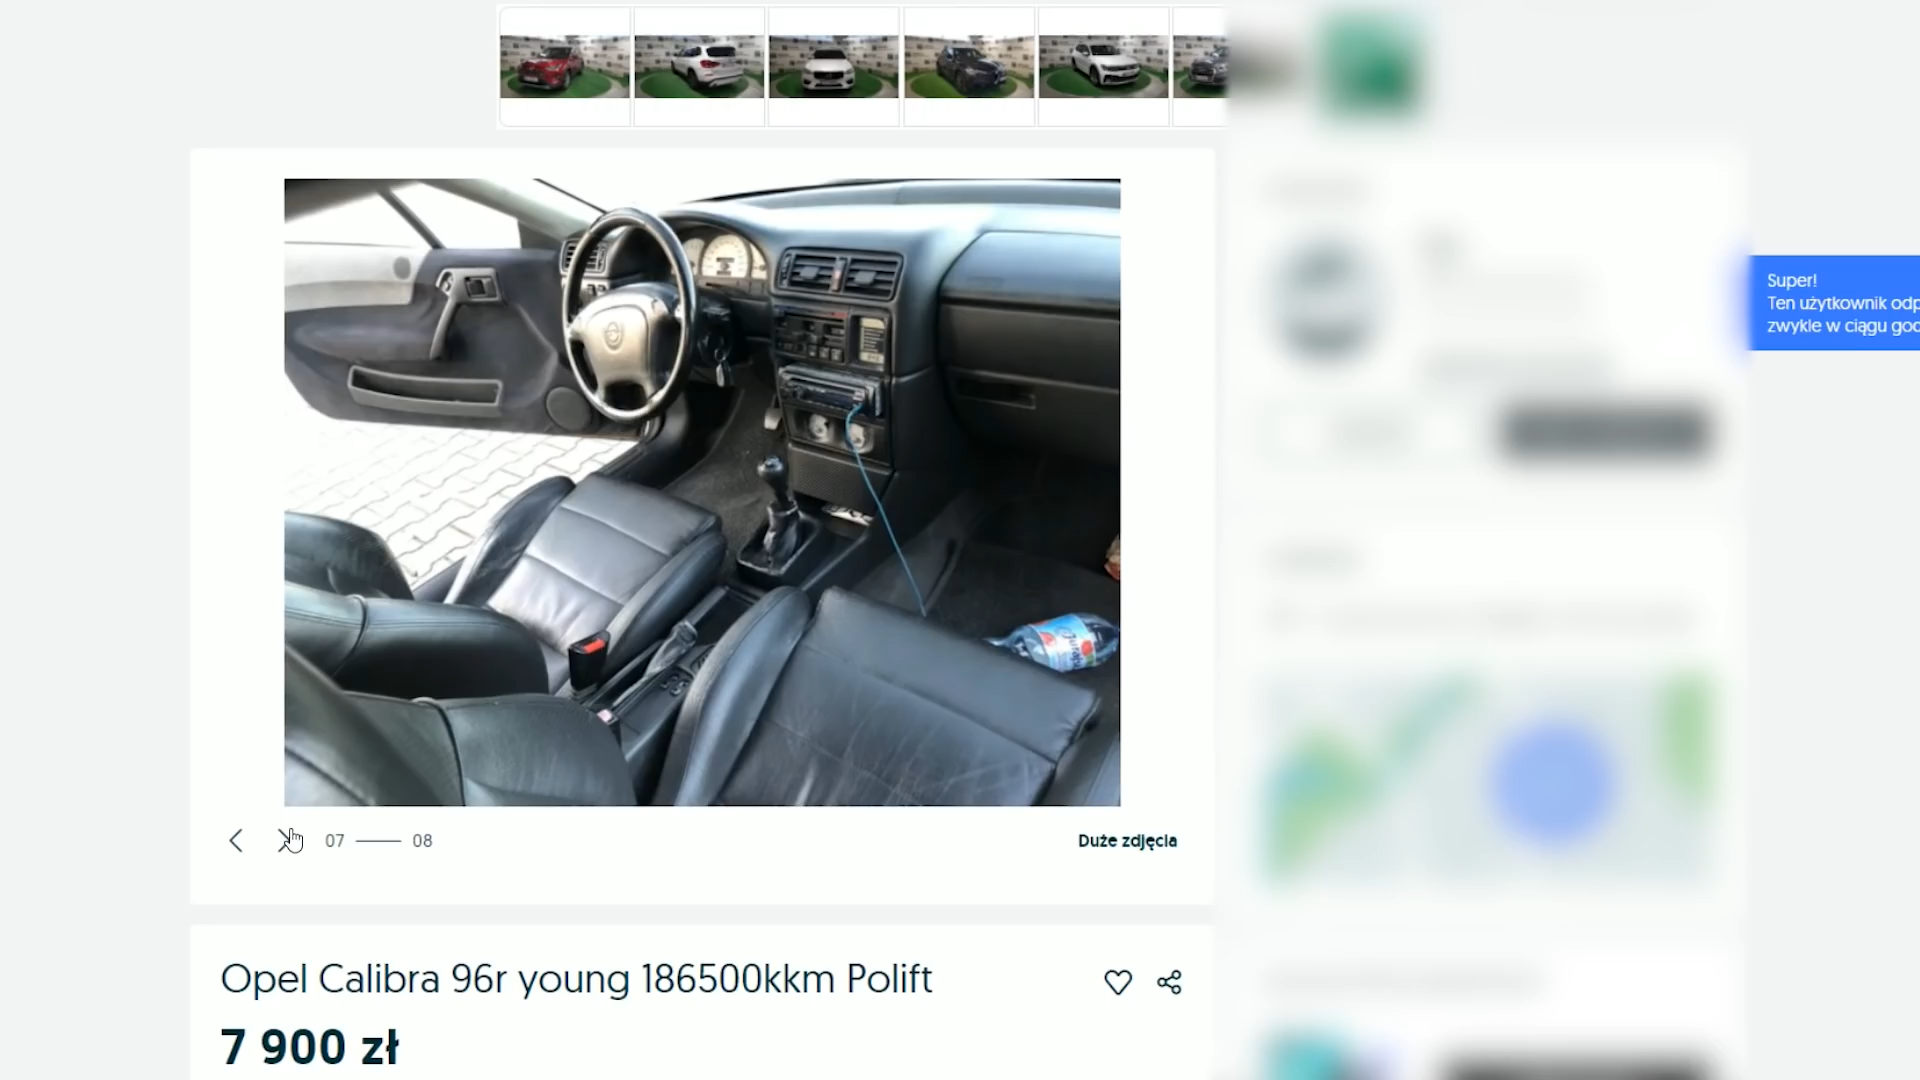 Super!
Ten użytkownik odp
zwykle w ciągu god
07
08
Duże zdjęcia
Opel Calibra 96r young 186500kkm Polift
7 900 zł